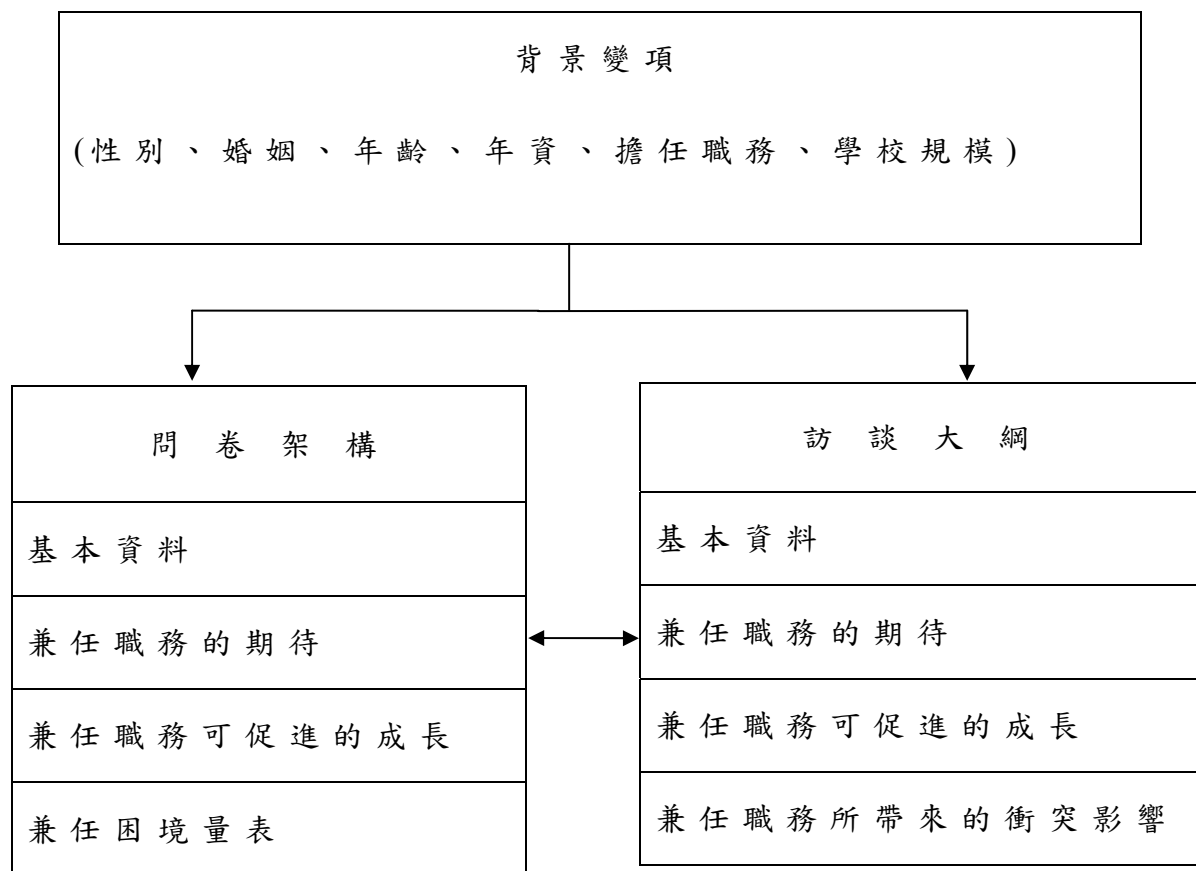 背景變項
(性別、婚姻、年齡、年資、擔任職務、學校規模)
問卷架構
基本資料
兼任職務的期待
兼任職務可促進的成長
兼任困境量表
訪談大綱
基本資料
兼任職務的期待
兼任職務可促進的成長
兼任職務所帶來的衝突影響